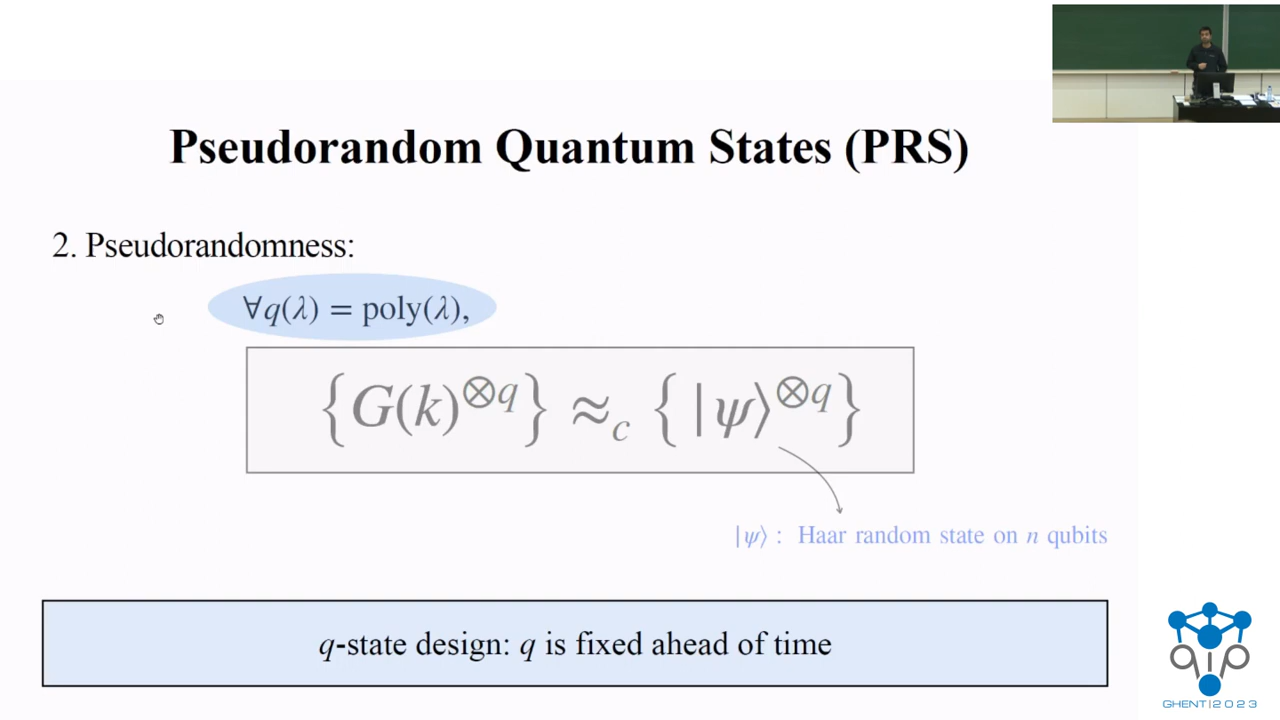 Pseudorandom Quantum States (PRS)
2. Pseudorandomness:
∀q(λ) = poly(λ),
{G(k)^{⊗q}} ≈_c {|ψ⟩^{⊗q}}
|ψ⟩ : Haar random state on n qubits
q-state design: q is fixed ahead of time
qip
GHENT|2023